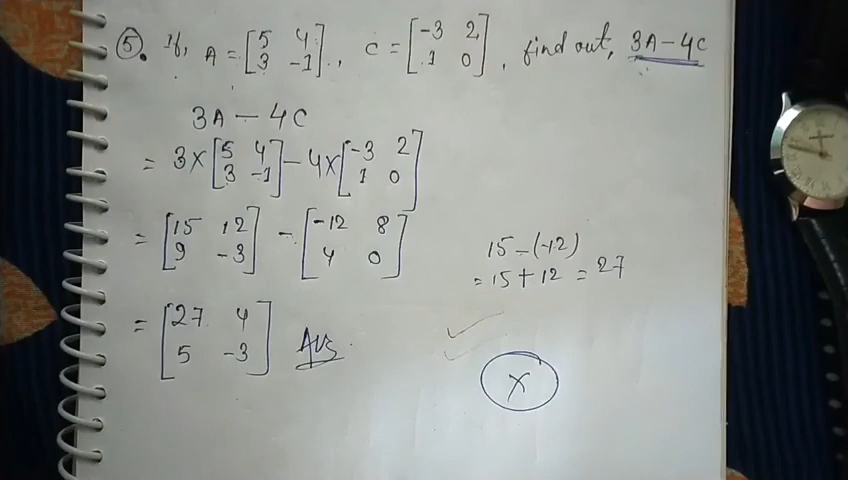 5. If, A = [5 4 3 -1], C = [-3 2 1 0], find out, 3A-4C
3A - 4C
= 3×[5 4 3 -1] - 4×[-3 2 1 0]
= [15 12 9 -3] - [-12 8 4 0]
15-(-12)
= 15+12 = 27
= [27 4 5 -3] Ans.
X